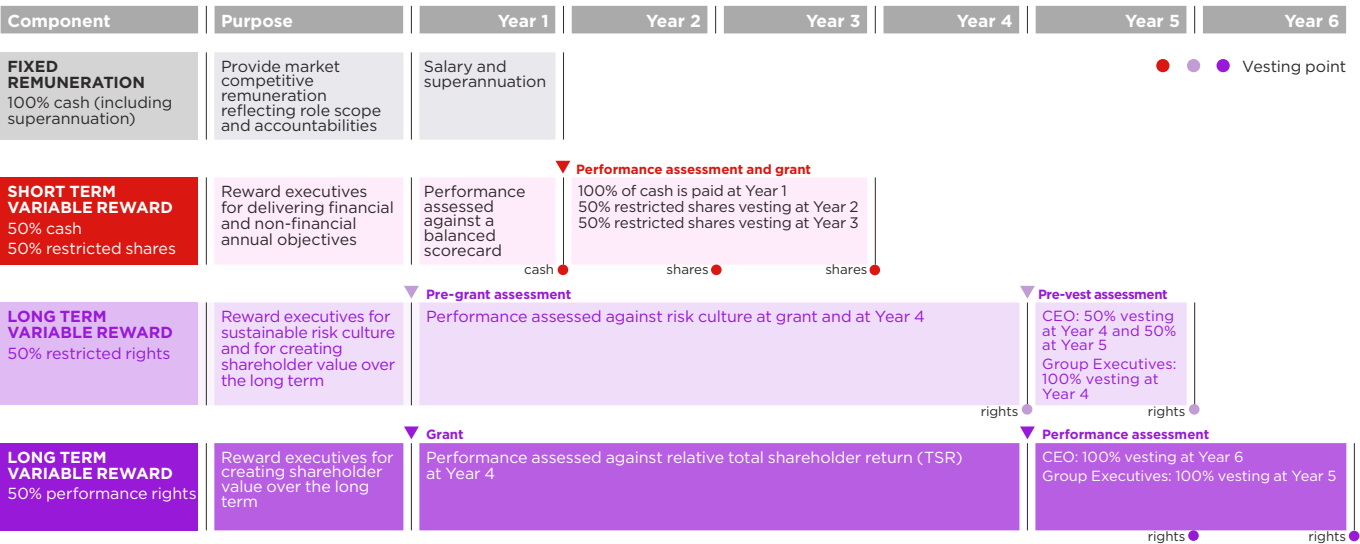 Component Purpose Year 1 Year 2 Year 3 Year 4 Year 5 Year 6
Vesting point
FIXED
REMUNERATION
100% cash (including
superannuation)
Provide market
competitive
remuneration
reflecting role scope
and accountabilities
Salary and
superannuation
Performance assessment and grant
SHORT TERM
VARIABLE REWARD
50% cash
50% restricted shares
Reward executives
for delivering financial
and non-financial
annual objectives
Performance
assessed
against a
balanced
scorecard
100% of cash is paid at Year 1
50% restricted shares vesting at Year 2
50% restricted shares vesting at Year 3
cash shares shares
Pre-grant assessment Pre-vest assessment
LONG TERM
VARIABLE REWARD
50% restricted rights
Reward executives for
sustainable risk culture
and for creating
shareholder value over
the long term
Performance assessed against risk culture at grant and at Year 4
CEO: 50% vesting
at Year 4 and 50%
at Year 5
Group Executives:
100% vesting at
Year 4
rights rights
Grant Performance assessment
LONG TERM
VARIABLE REWARD
50% performance rights
Reward executives for
creating shareholder
value over the long
term
Performance assessed against relative total shareholder return (TSR)
at Year 4
CEO: 100% vesting at Year 6
Group Executives: 100% vesting at Year 5
rights rights